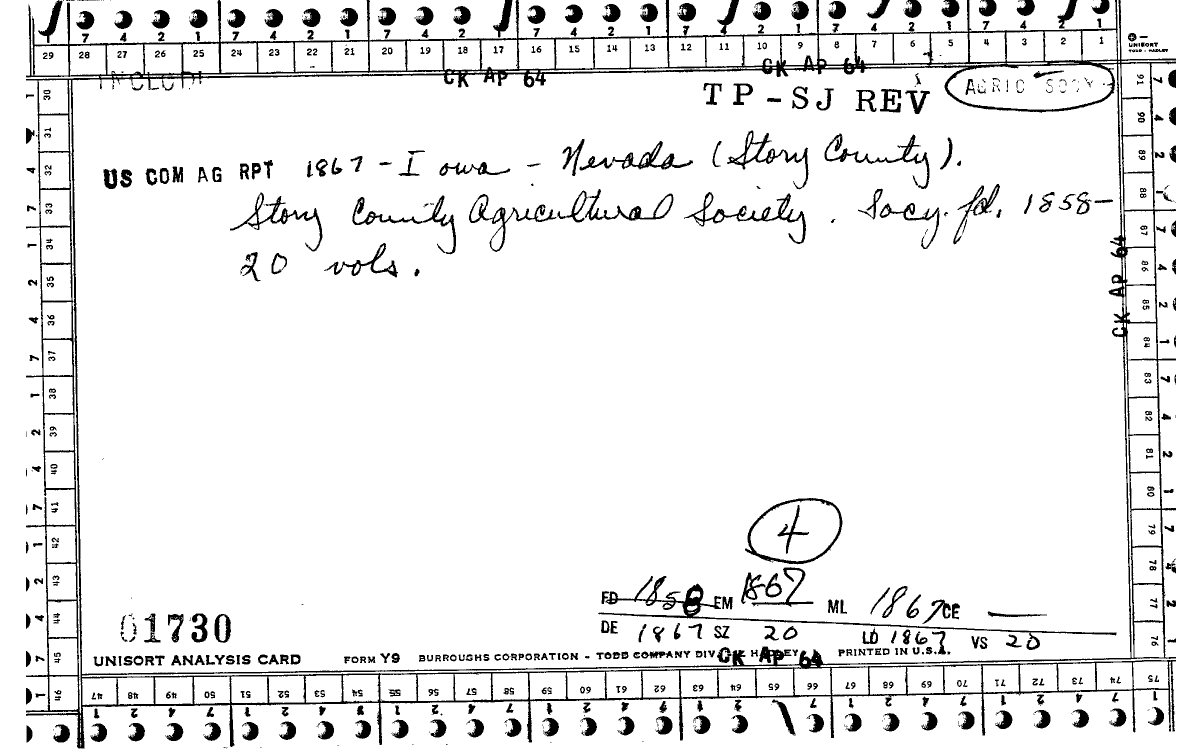 7 4 2 1 7 4 2 1 7 4 2 1 7 4 2 1 7 4 2 1 7 4 2 1 7 4 2 1
29 28 27 26 25 24 23 22 21 20 19 18 17 16 15 14 13 12 11 10 9 8 7 6 5 4 3 2 1
UNISORT
TODD - HADLEY
INCLUD
CK AP 64
CK AP 64
TP-SJ REV
AGRIC SOCY
US COM AG RPT 1867 - Iowa - Nevada (Story County).
Story County Agricultural Society. Socy. fd. 1858-
20 vols.
CK AP 64
30 31 32 33 34 35 36 37 38 39 40 41 42 43 44 45 46
91 90 89 88 87 86 85 84 83 82 81 80 79 78 77 76 75
4
FD 1858 EM 1867 ML 1867 CE —
DE 1867 SZ 20 LD 1867 VS 20
01730
UNISORT ANALYSIS CARD FORM Y9 BURROUGHS CORPORATION - TODD COMPANY DIV. PRINTED IN U.S.A.
CK AP 64
47 48 49 50 51 52 53 54 55 56 57 58 59 60 61 62 63 64 65 66 67 68 69 70 71 72 73 74